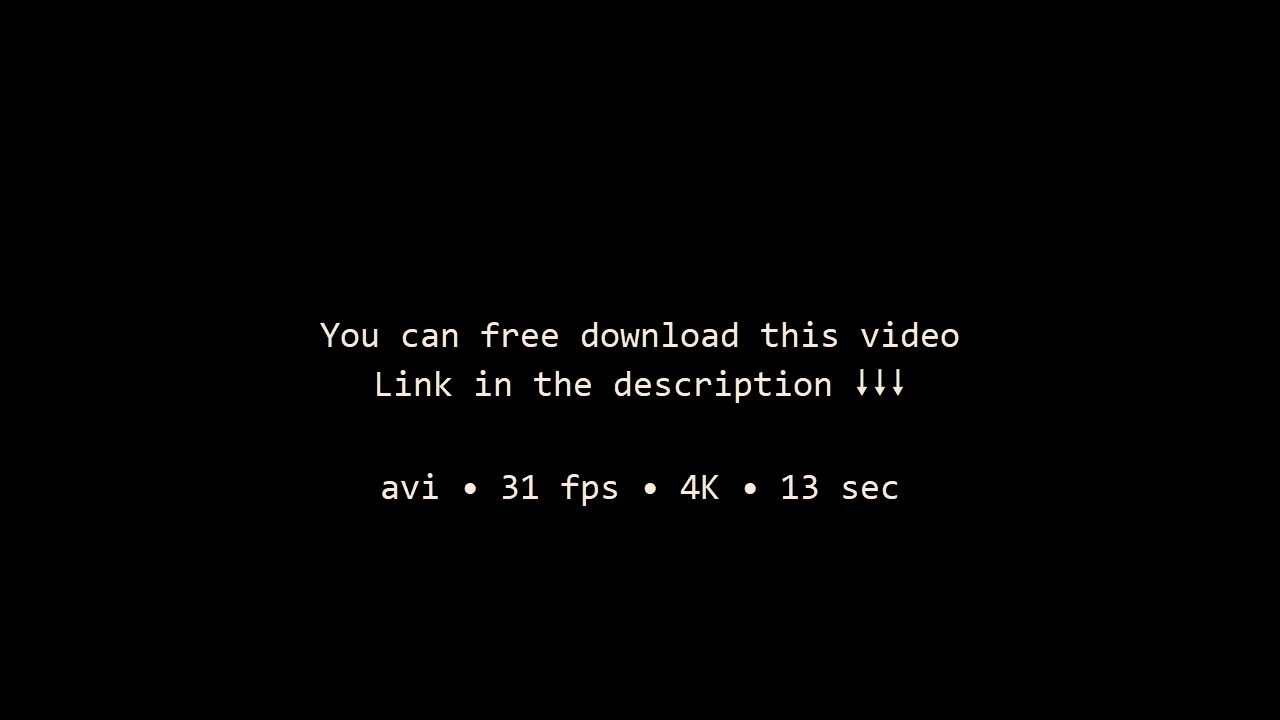 You can free download this video
Link in the description ↓↓↓
avi • 31 fps • 4K • 13 sec